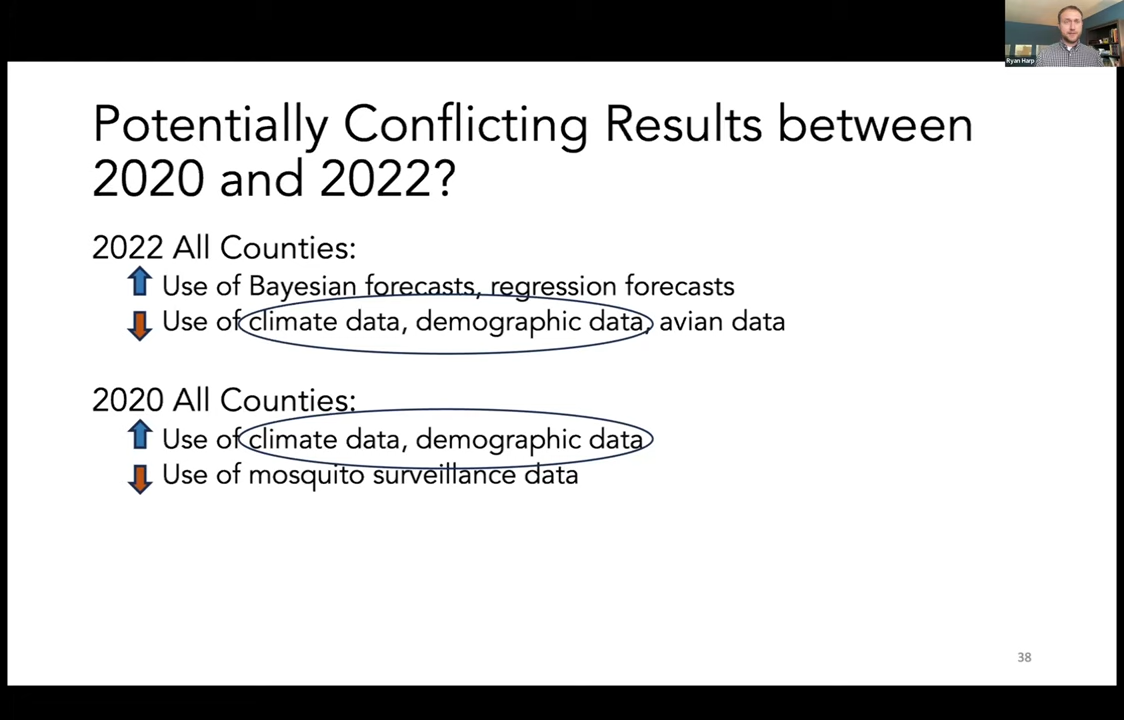 Ryan Harp
Potentially Conflicting Results between
2020 and 2022?
2022 All Counties:
Use of Bayesian forecasts, regression forecasts
Use of climate data, demographic data, avian data
2020 All Counties:
Use of climate data, demographic data
Use of mosquito surveillance data
38